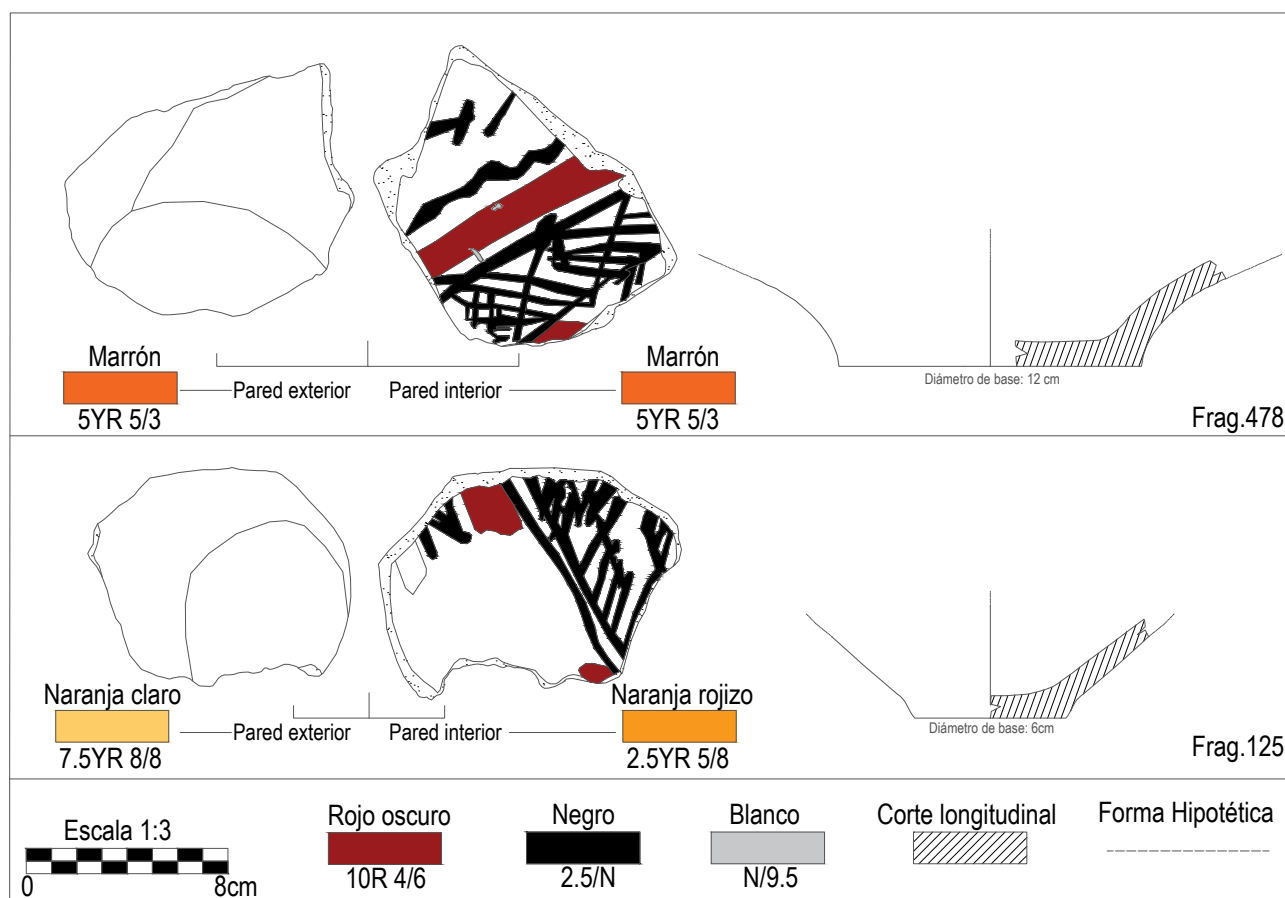 Marrón
5YR 5/3
Pared exterior
Pared interior
Marrón
5YR 5/3
Diámetro de base: 12 cm
Frag.478
Naranja claro
7.5YR 8/8
Pared exterior
Pared interior
Naranja rojizo
2.5YR 5/8
Diámetro de base: 6cm
Frag.125
Escala 1:3
0 8cm
Rojo oscuro
10R 4/6
Negro
2.5/N
Blanco
N/9.5
Corte longitudinal
Forma Hipotética